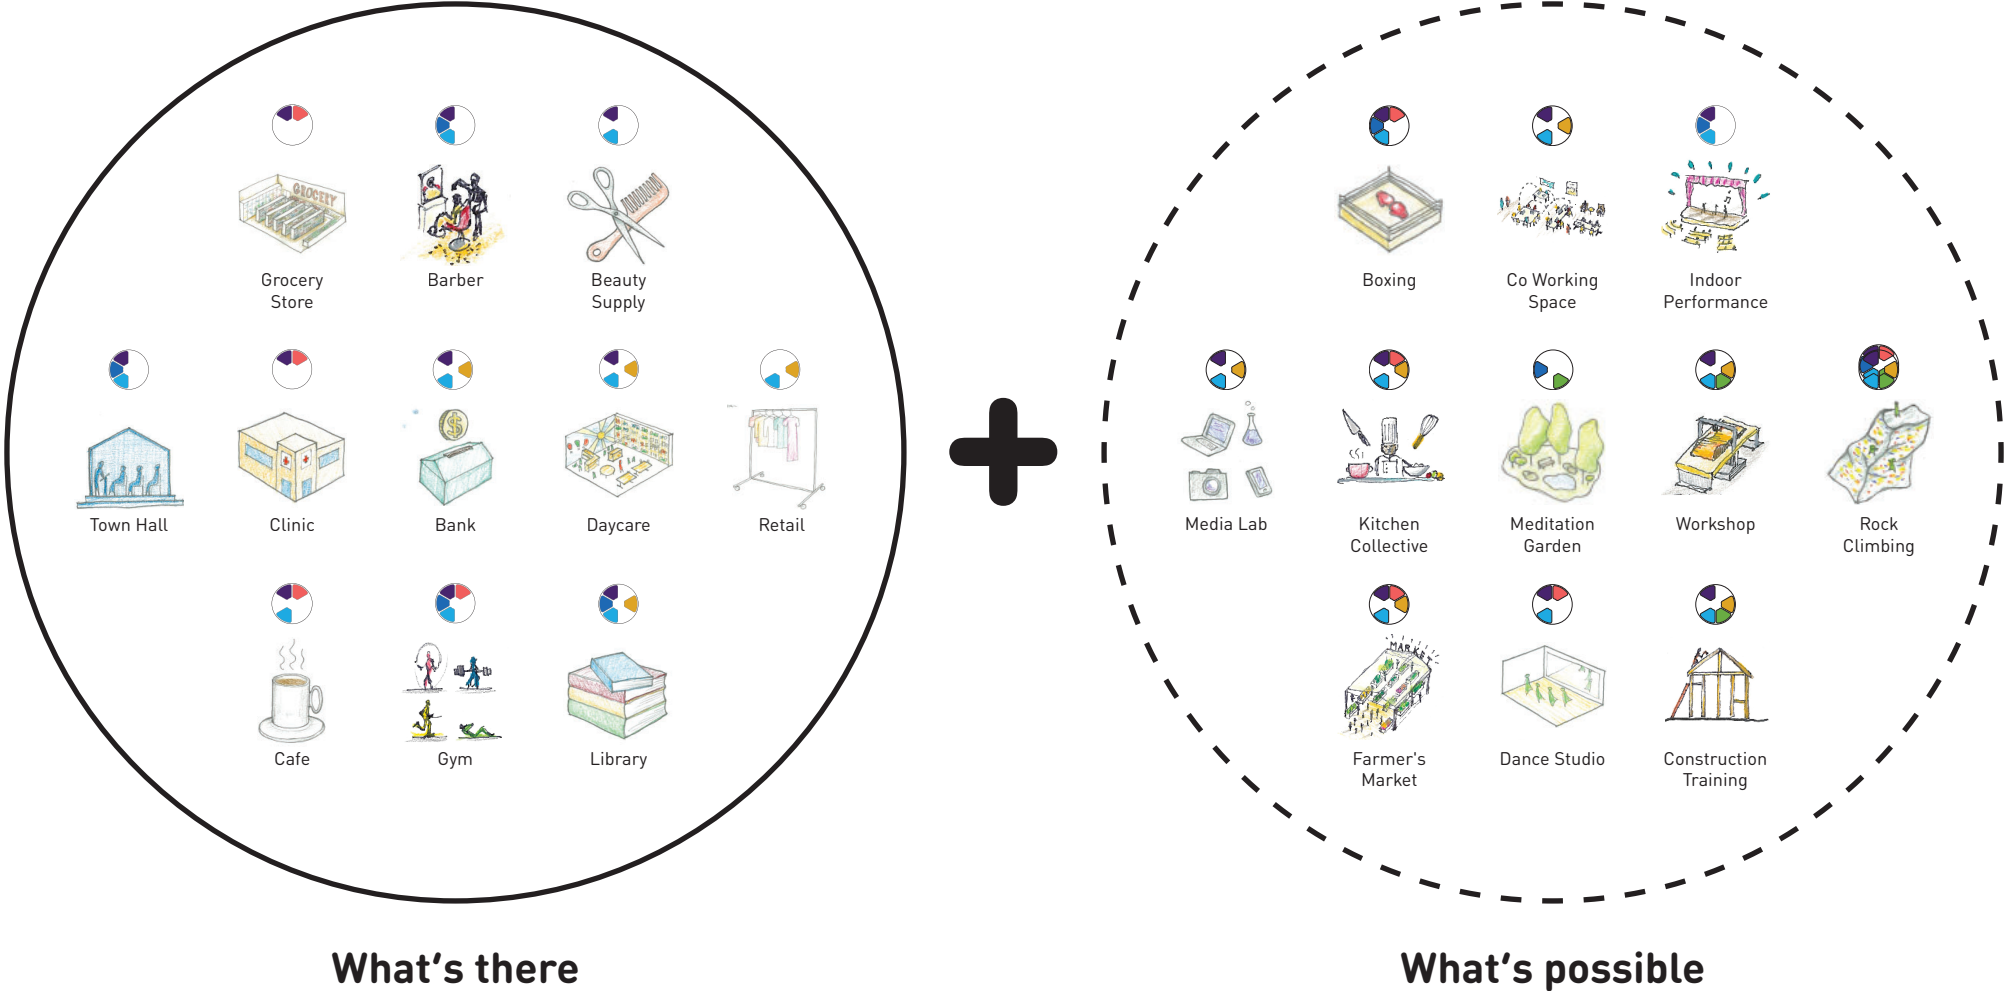 GROCERY
Grocery
Store
Barber
Beauty
Supply
Town Hall
Clinic
$
Bank
Daycare
Retail
Cafe
Gym
Library
What's there
Boxing
Co Working
Space
Indoor
Performance
Media Lab
Kitchen
Collective
Meditation
Garden
Workshop
Rock
Climbing
MARKET
Farmer's
Market
Dance Studio
Construction
Training
What's possible